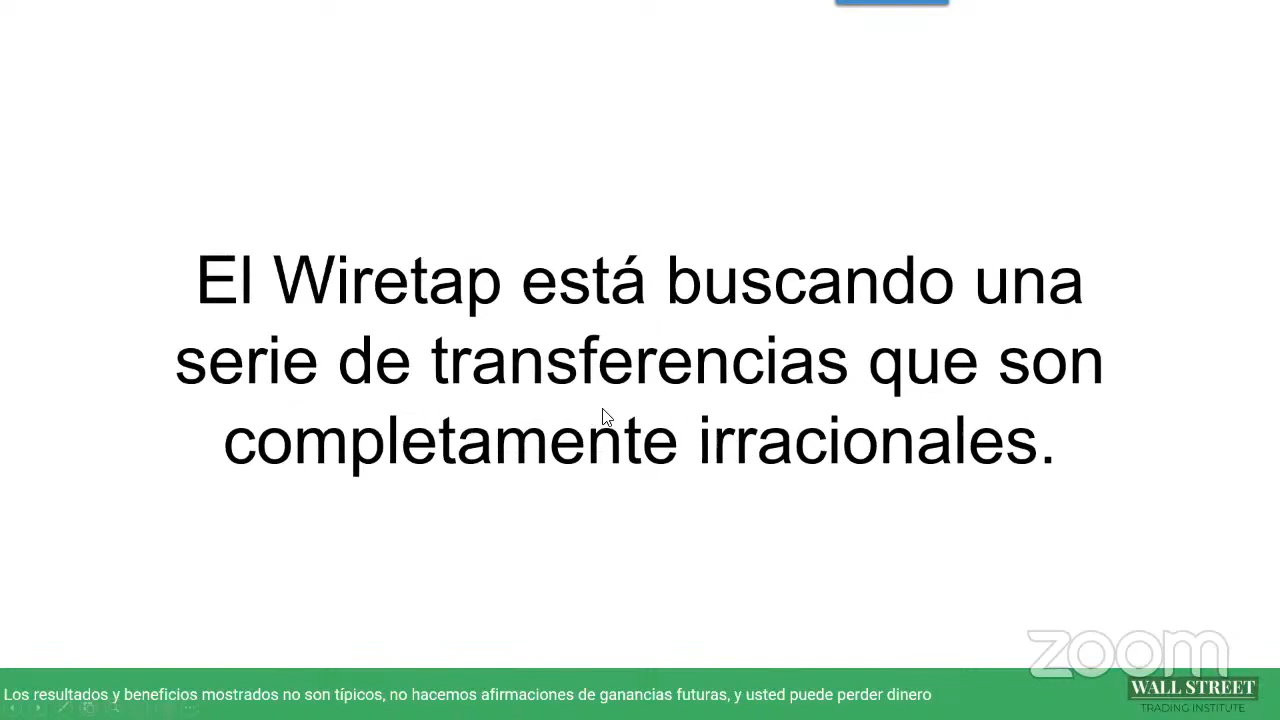 El Wiretap está buscando una
serie de transferencias que son
completamente irracionales.
zoom
Los resultados y beneficios mostrados no son típicos, no hacemos afirmaciones de ganancias futuras, y usted puede perder dinero
WALL STREET
TRADING INSTITUTE